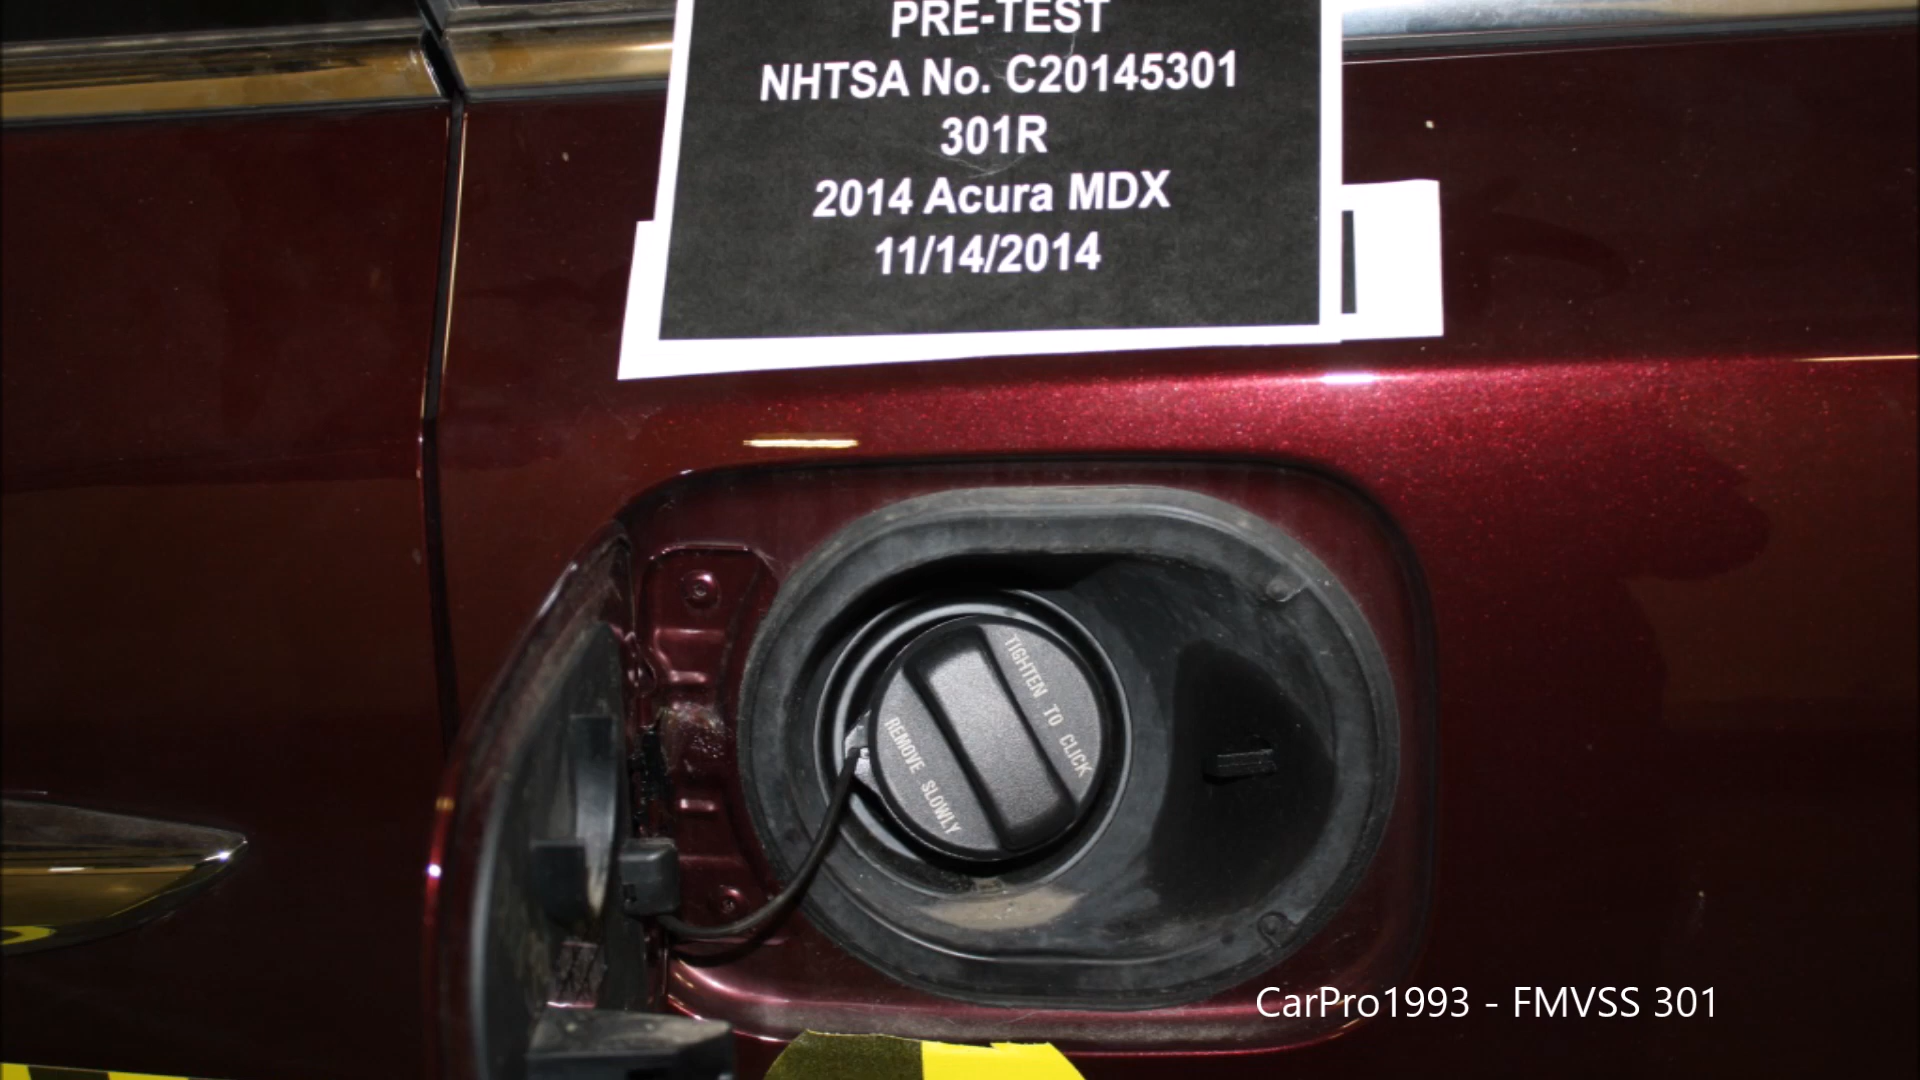 PRE-TEST
NHTSA No. C20145301
301R
2014 Acura MDX
11/14/2014
TIGHTEN TO CLICK
REMOVE SLOWLY
CarPro1993 - FMVSS 301